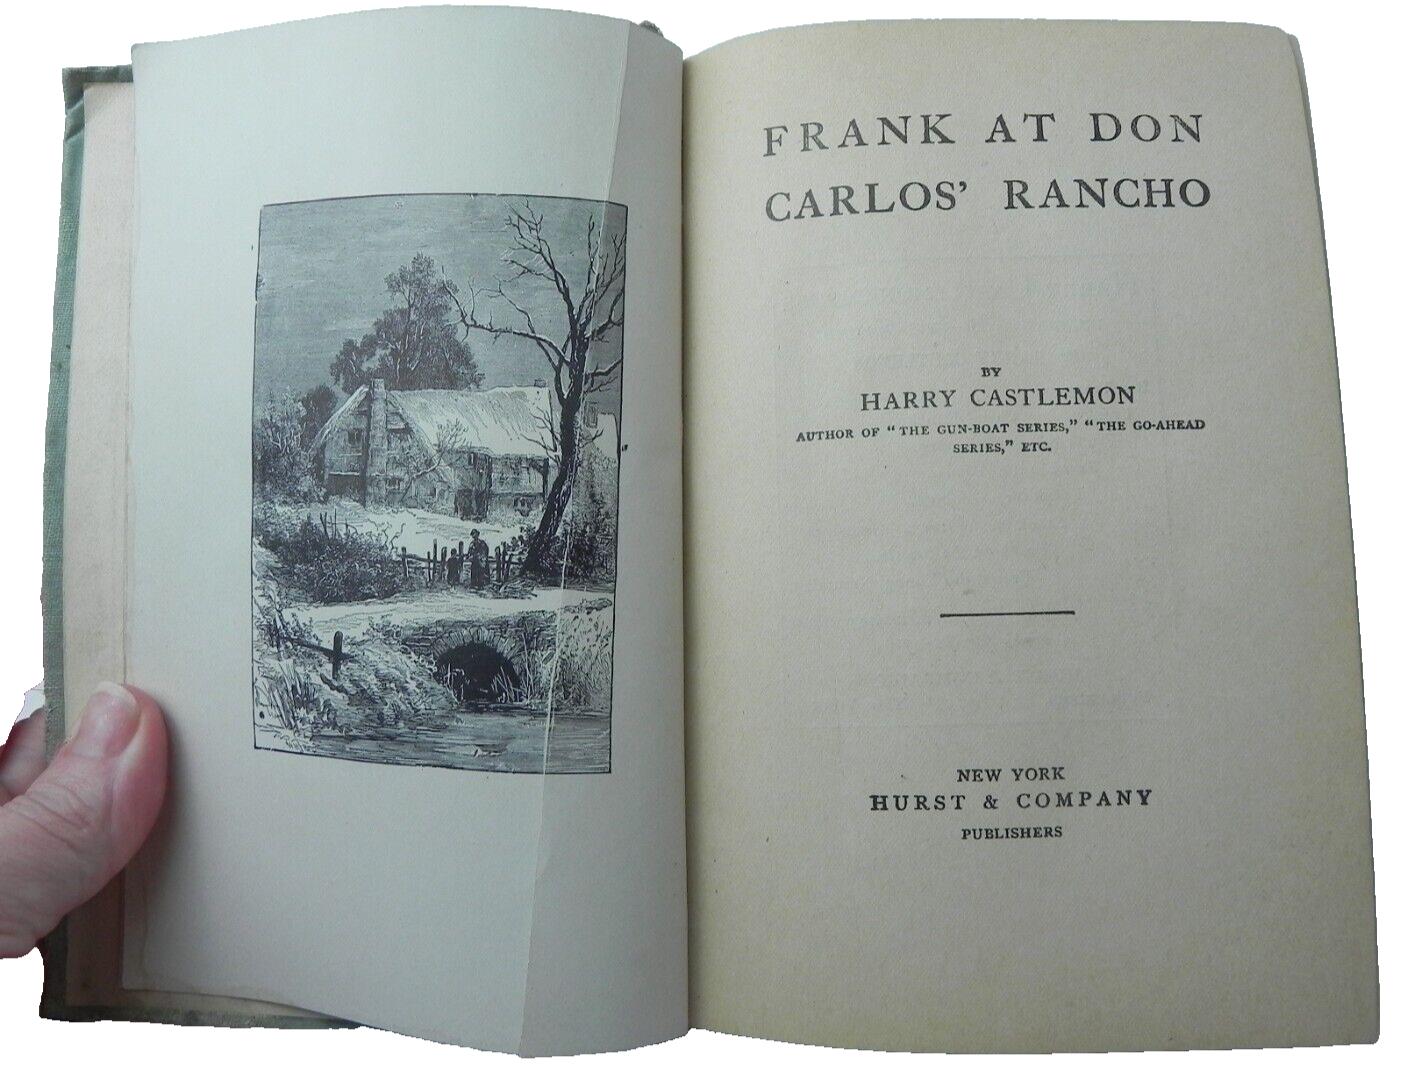 FRANK AT DON
CARLOS' RANCHO
BY
HARRY CASTLEMON
AUTHOR OF "THE GUN-BOAT SERIES," "THE GO-AHEAD
SERIES," ETC.
NEW YORK
HURST & COMPANY
PUBLISHERS